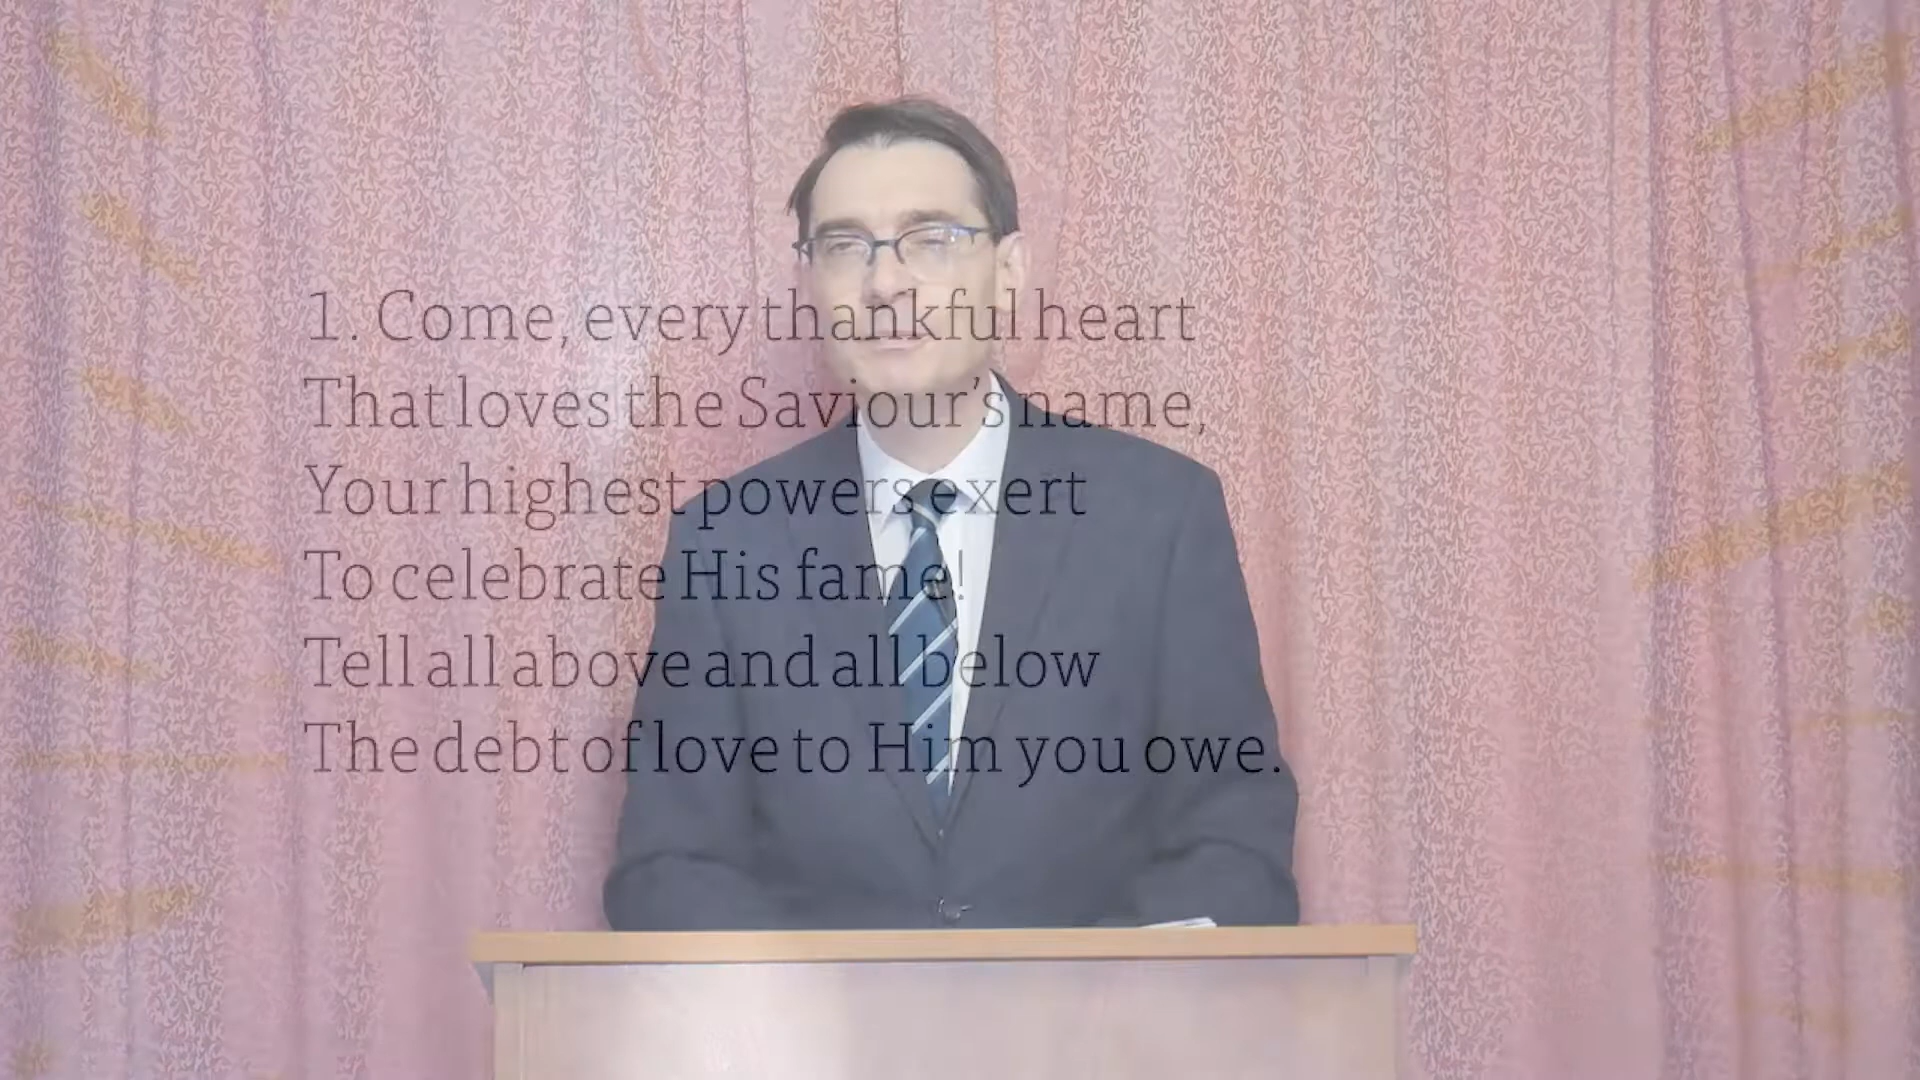 1. Come, every thankful heart
That loves the Saviour’s name,
Your highest powers exert
To celebrate His fame!
Tell all above and all below
The debt of love to Him you owe.